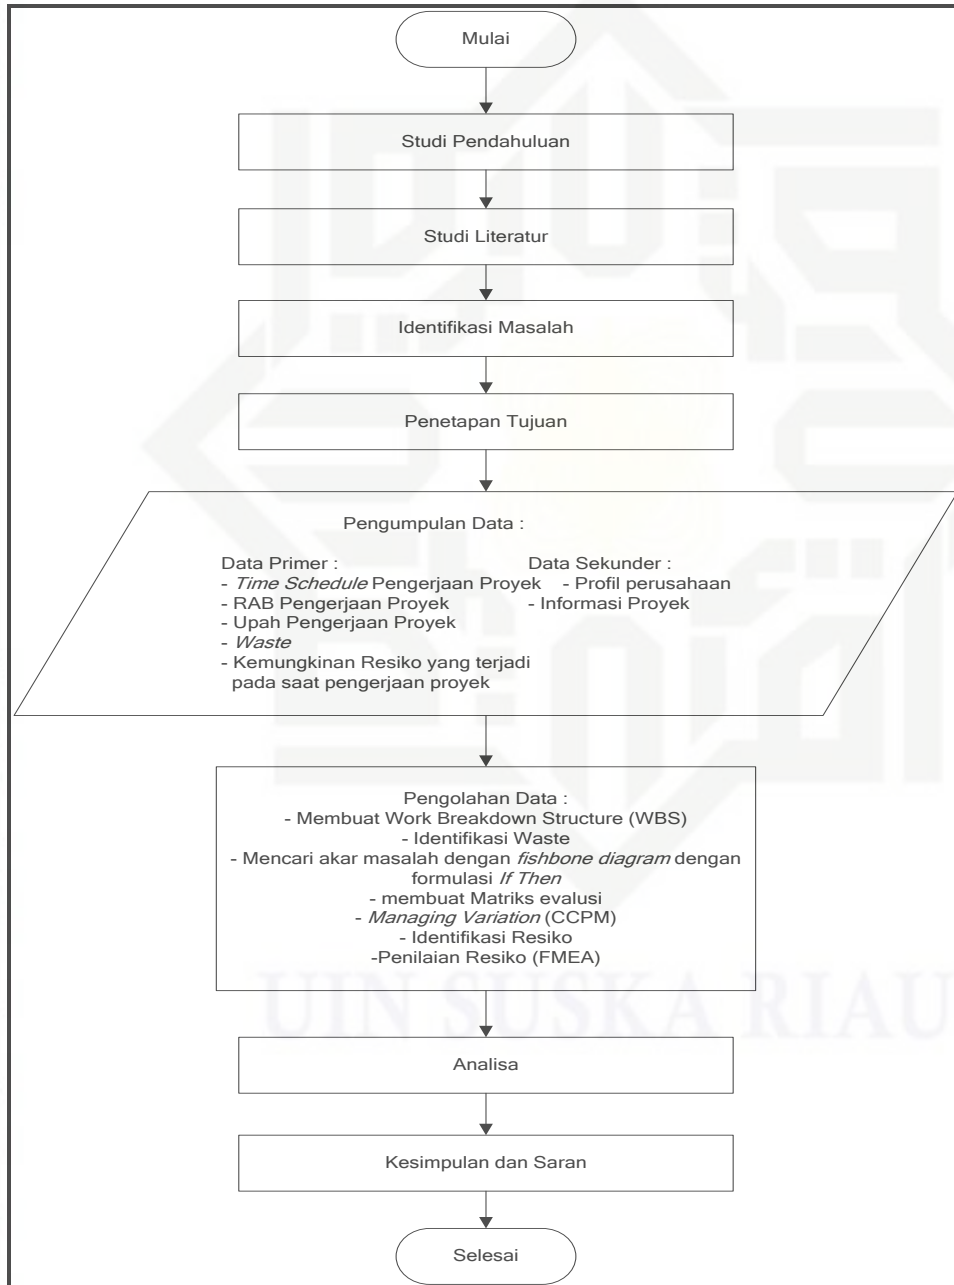 Mulai
Studi Pendahuluan
Studi Literatur
Identifikasi Masalah
Penetapan Tujuan
Pengumpulan Data :
Data Primer :
- Time Schedule Pengerjaan Proyek
- RAB Pengerjaan Proyek
- Upah Pengerjaan Proyek
- Waste
- Kemungkinan Resiko yang terjadi
pada saat pengerjaan proyek
Data Sekunder :
- Profil perusahaan
- Informasi Proyek
Pengolahan Data :
- Membuat Work Breakdown Structure (WBS)
- Identifikasi Waste
- Mencari akar masalah dengan fishbone diagram dengan
formulasi If Then
- membuat Matriks evalusi
- Managing Variation (CCPM)
- Identifikasi Resiko
-Penilaian Resiko (FMEA)
UIN SUSKA RIAU
Analisa
Kesimpulan dan Saran
Selesai